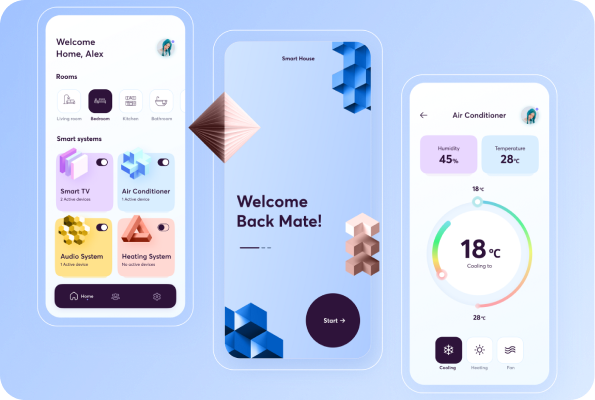 Welcome
Home, Alex
Rooms
Living room
Bedroom
Kitchen
Bathroom
Smart systems
Smart TV
2 Active devices
Air Conditioner
1 Active device
Audio System
1 Active device
Heating System
No active devices
Home
Smart House
Welcome
Back Mate!
Start →
← Air Conditioner
Humidity
45%
Temperature
28°C
18°C
18°C
Cooling to
28°C
Cooling
Heating
Fan